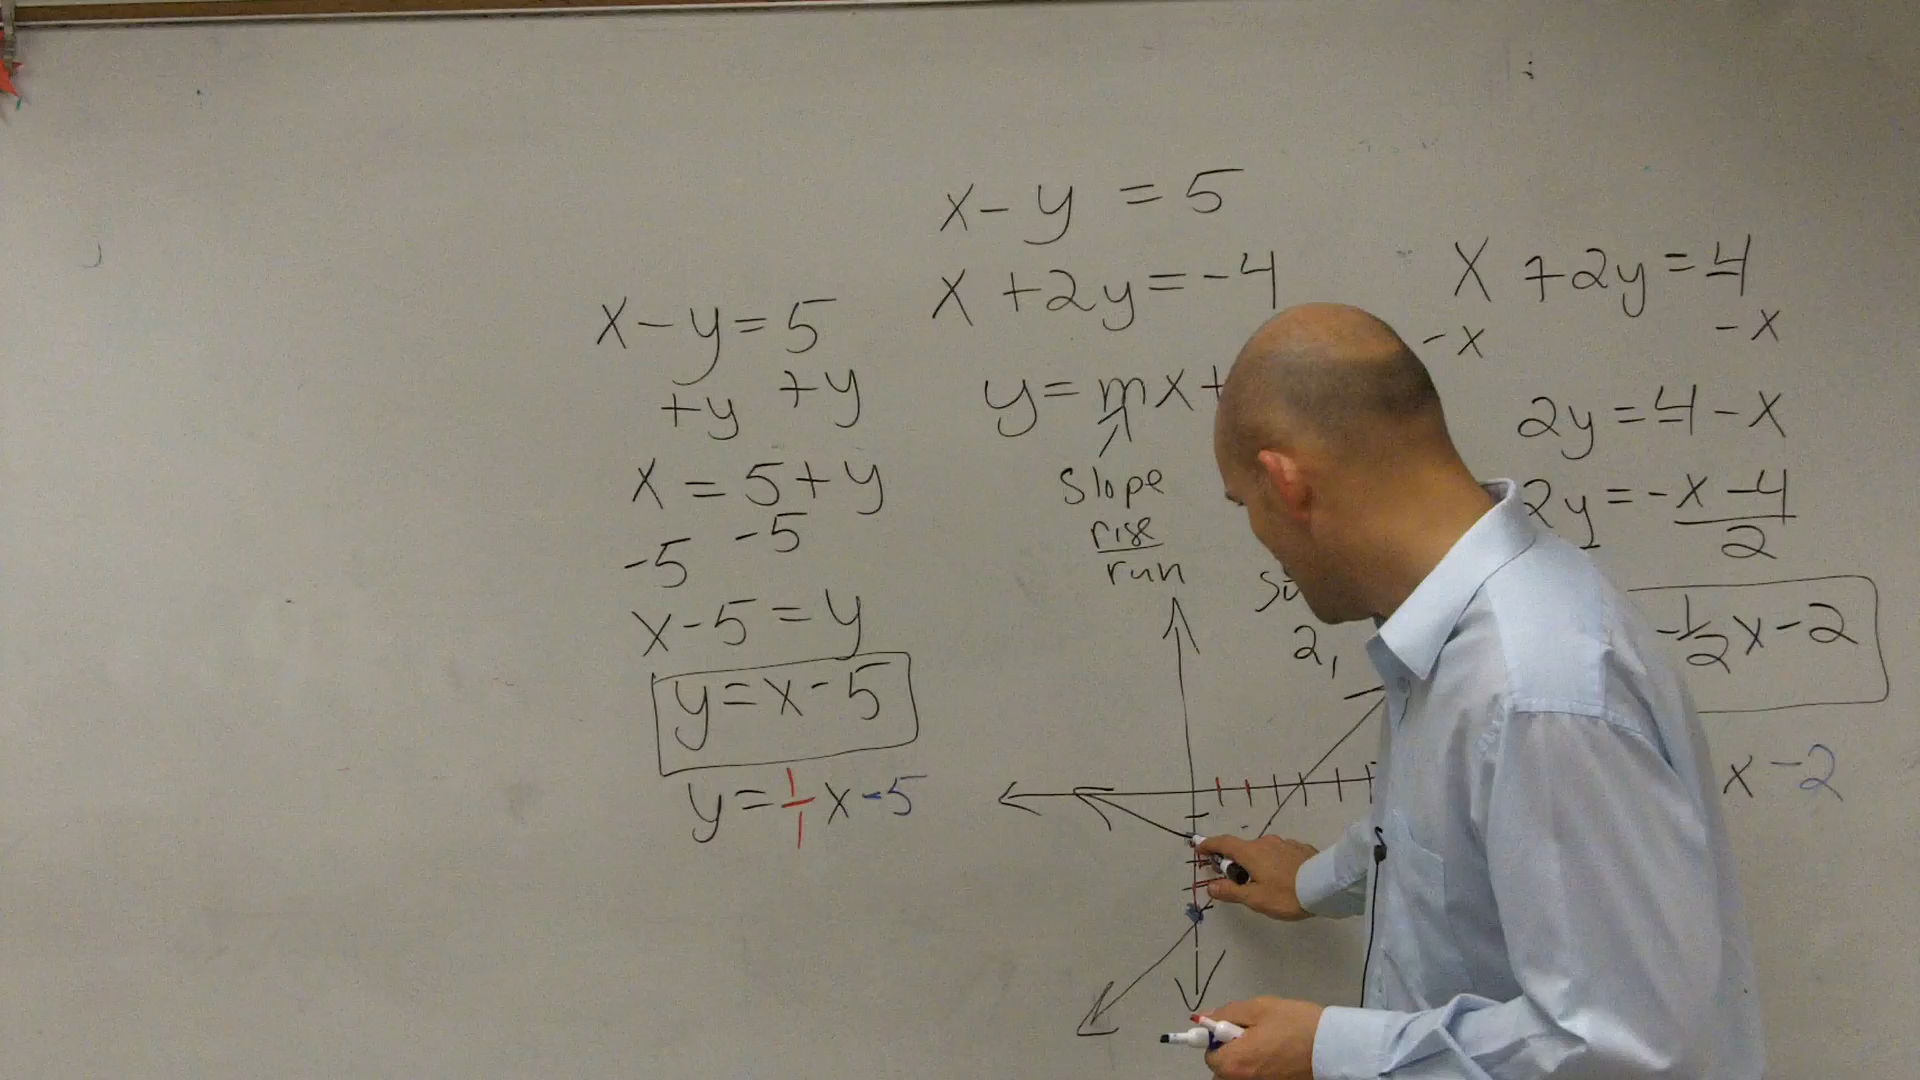 x - y = 5
x + 2y = -4
y = mx +
slope
rise
run
2,
x - y = 5
+y +y
x = 5 + y
-5 -5
x - 5 = y
y = x - 5
y = 1/1 x - 5
x + 2y = 4
-x -x
2y = 4 - x
2y = -x - 4
2
-1/2 x - 2
x - 2